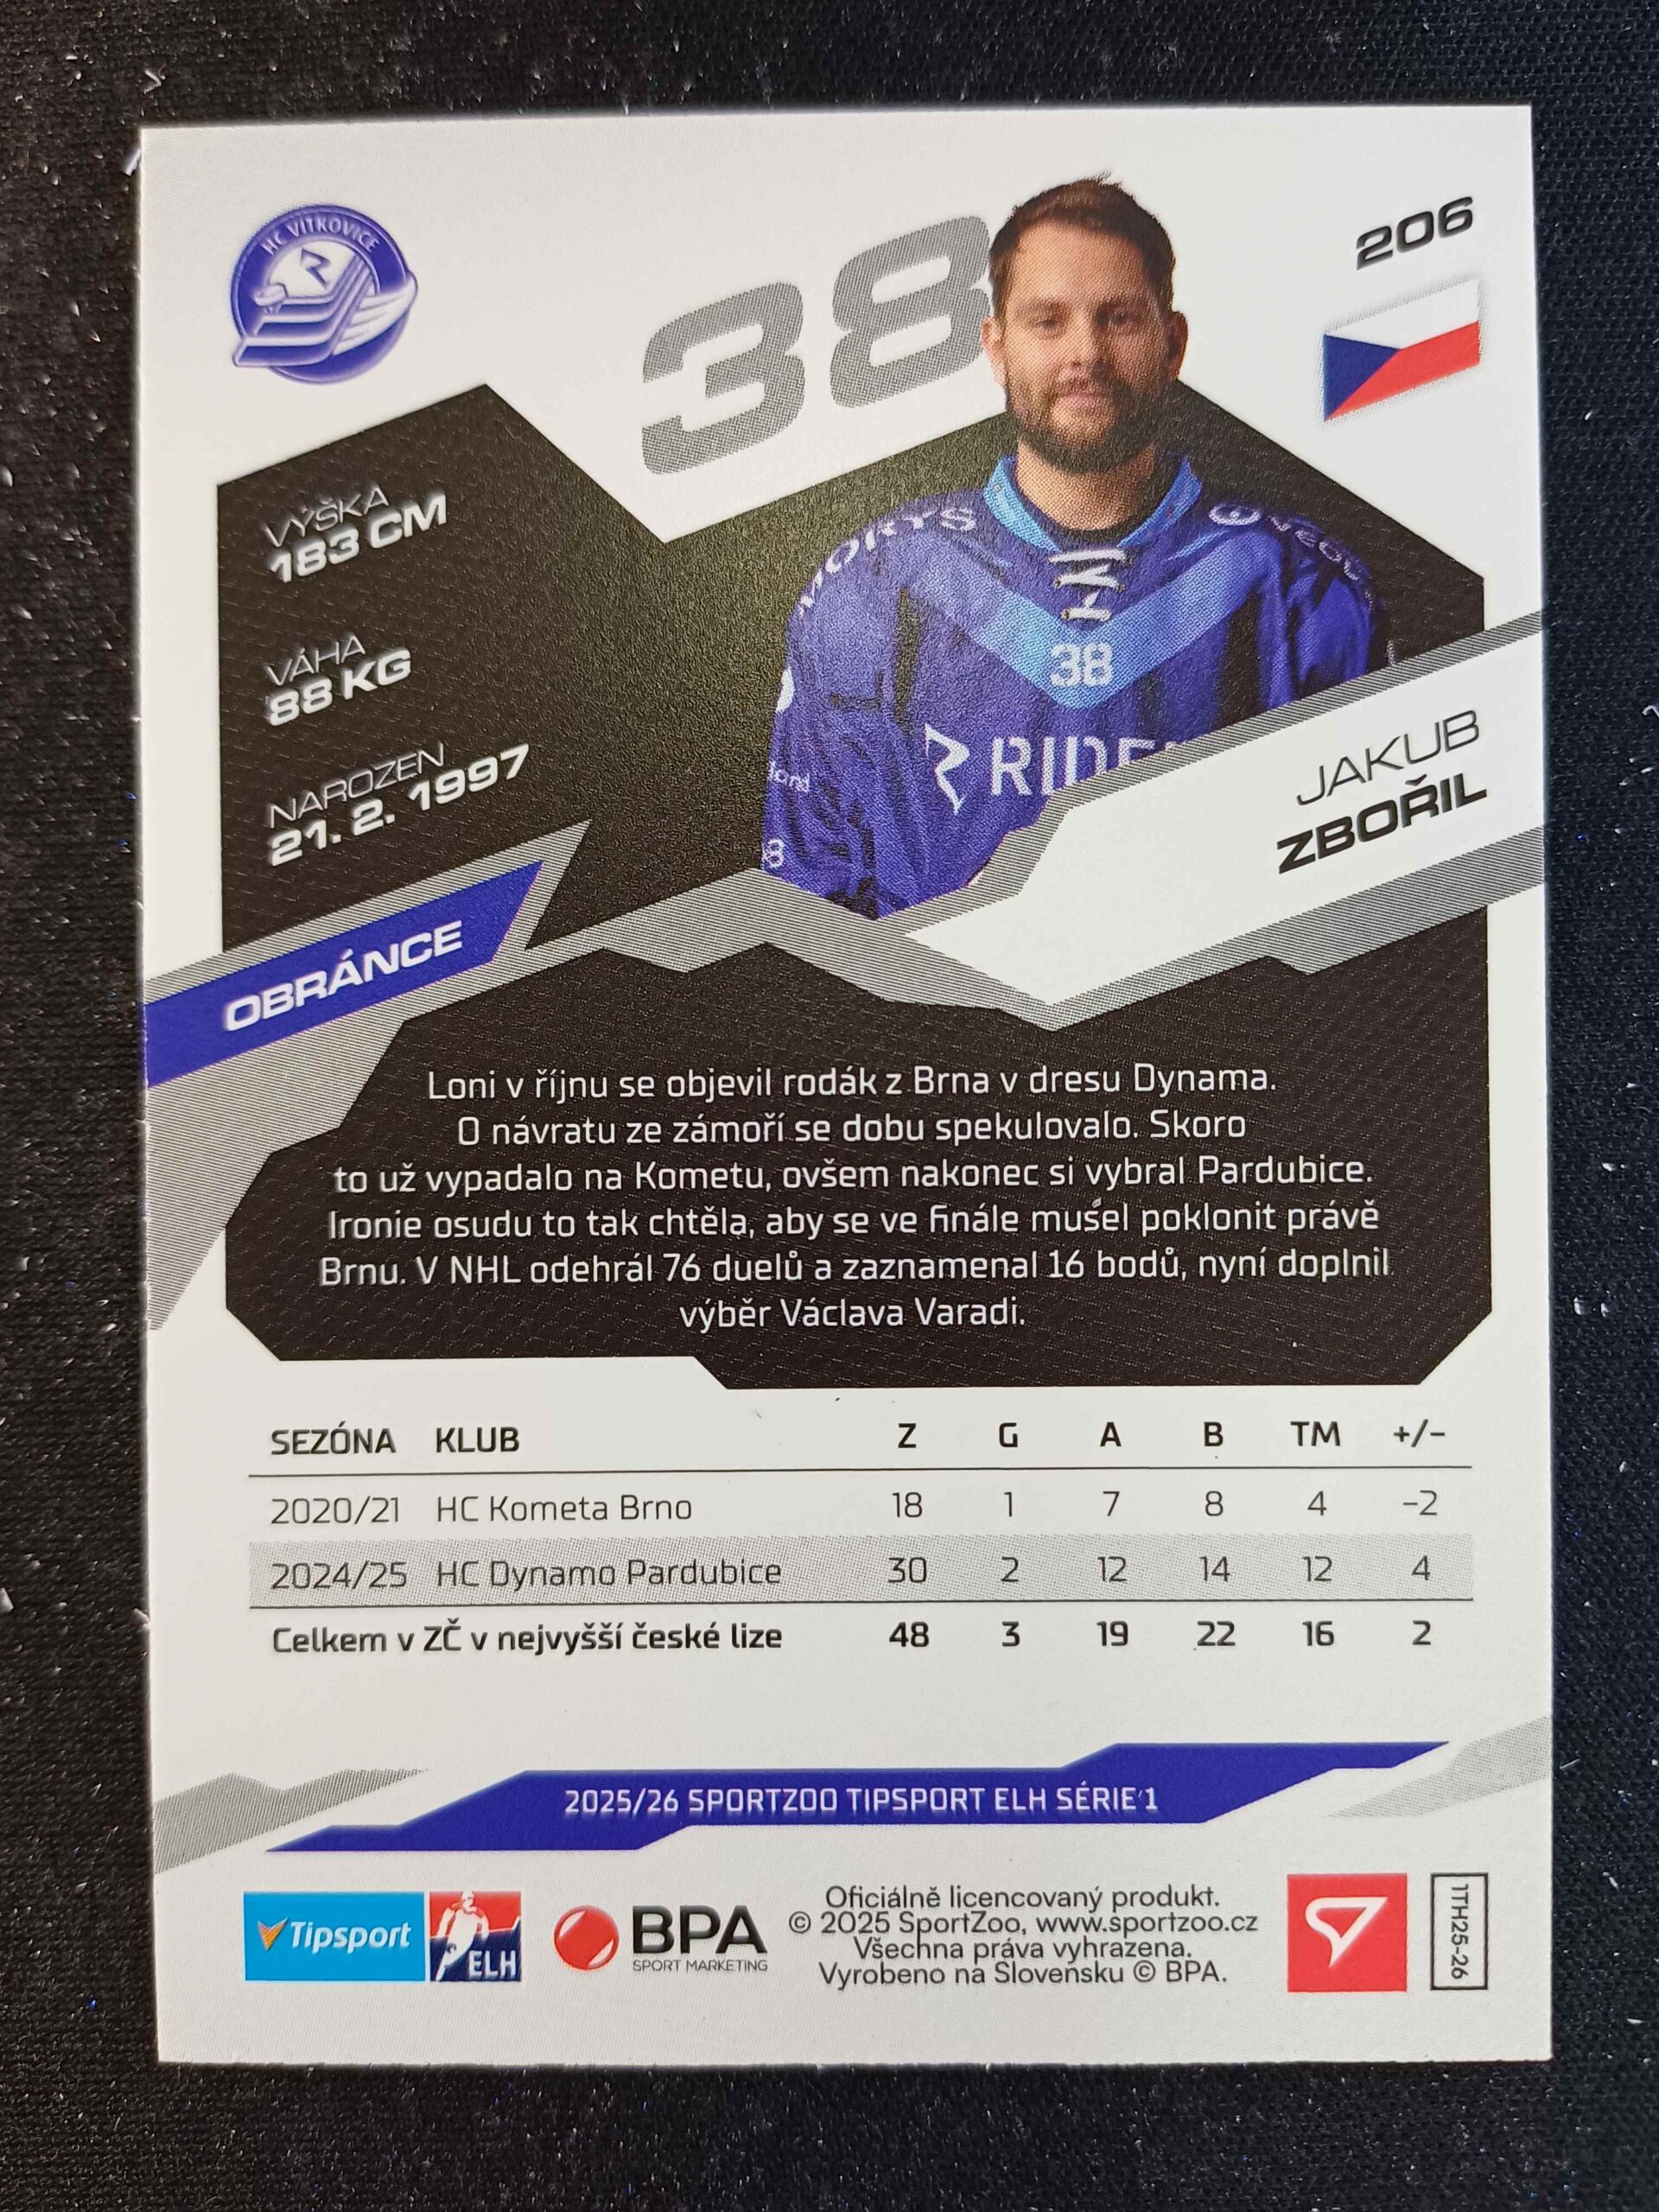 HC VÍTKOVICE
38
206
VÝŠKA
183 CM
VÁHA
88 KG
NAROZEN
21. 2. 1997
38
RIDE
JAKUB
ZBOŘIL
OBRÁNCE
Loni v říjnu se objevil rodák z Brna v dresu Dynama.
O návratu ze zámoří se dobu spekulovalo. Skoro
to už vypadalo na Kometu, ovšem nakonec si vybral Pardubice.
Ironie osudu to tak chtěla, aby se ve finále musel poklonit právě
Brnu. V NHL odehrál 76 duelů a zaznamenal 16 bodů, nyní doplnil
výběr Václava Varadi.
SEZÓNA KLUB Z G A B TM +/-
2020/21 HC Kometa Brno 18 1 7 8 4 -2
2024/25 HC Dynamo Pardubice 30 2 12 14 12 4
Celkem v ZČ v nejvyšší české lize 48 3 19 22 16 2
2025/26 SPORTZOO TIPSPORT ELH SÉRIE 1
Tipsport
ELH
BPA
SPORT MARKETING
Oficiálně licencovaný produkt.
© 2025 SportZoo, www.sportzoo.cz
Všechna práva vyhrazena.
Vyrobeno na Slovensku © BPA.
1TH25-26